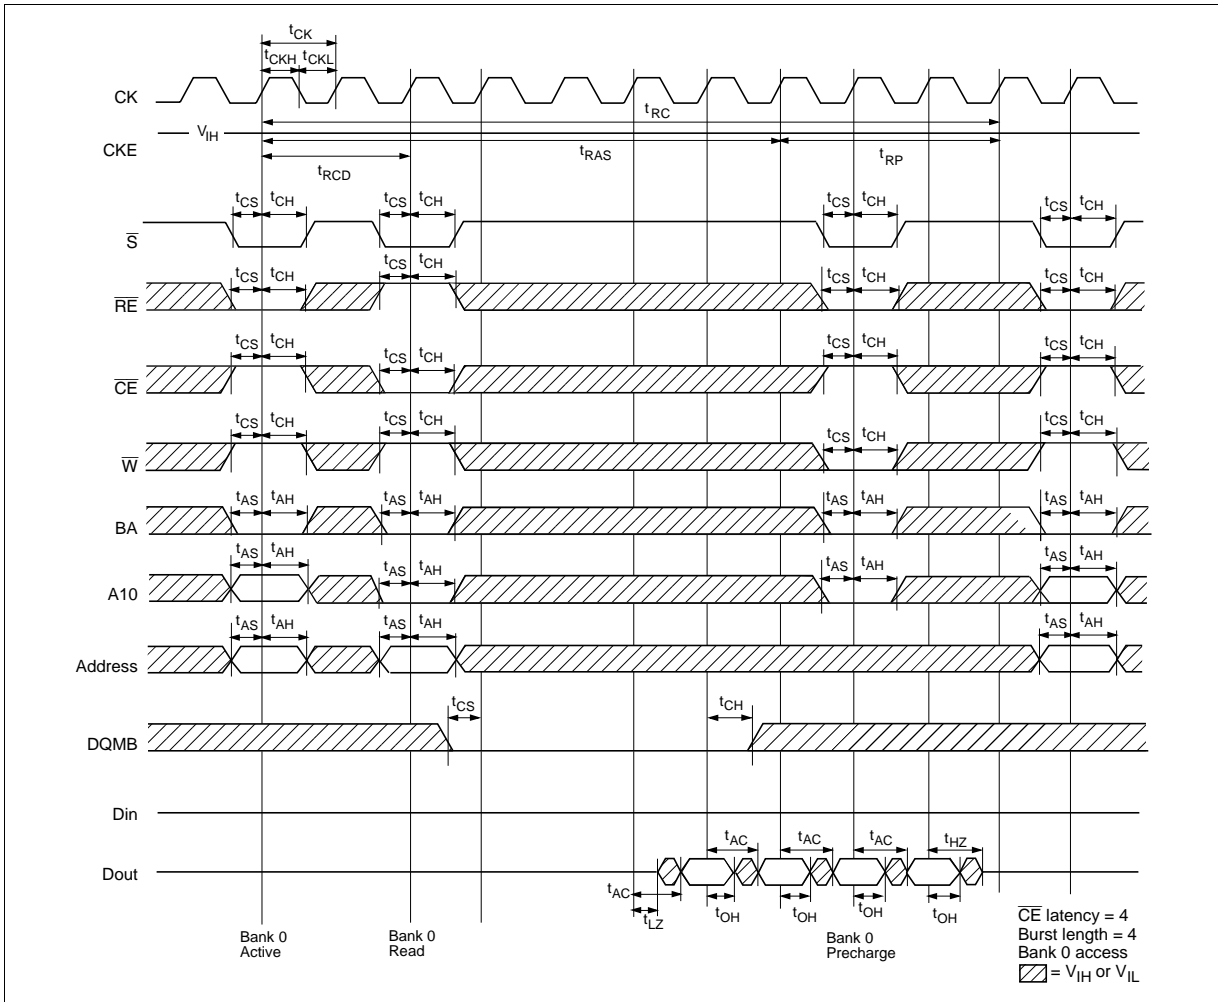 tCK
tCKH tCKL
CK
tRC
VIH
CKE
tRAS tRP
tRCD
tCS tCH tCS tCH tCS tCH tCS tCH
S̅
tCS tCH tCS tCH tCS tCH tCS tCH
R̅E̅
tCS tCH tCS tCH tCS tCH tCS tCH
C̅E̅
tCS tCH tCS tCH tCS tCH tCS tCH
W̅
tAS tAH tAS tAH tAS tAH tAS tAH
BA
tAS tAH tAS tAH tAS tAH tAS tAH
A10
tAS tAH tAS tAH tAS tAH
Address
tCS tCH
DQMB
Din
tAC tAC tAC tHZ
Dout
tAC tLZ tOH tOH tOH tOH
Bank 0
Active
Bank 0
Read
Bank 0
Precharge
C̅E̅ latency = 4
Burst length = 4
Bank 0 access
= VIH or VIL